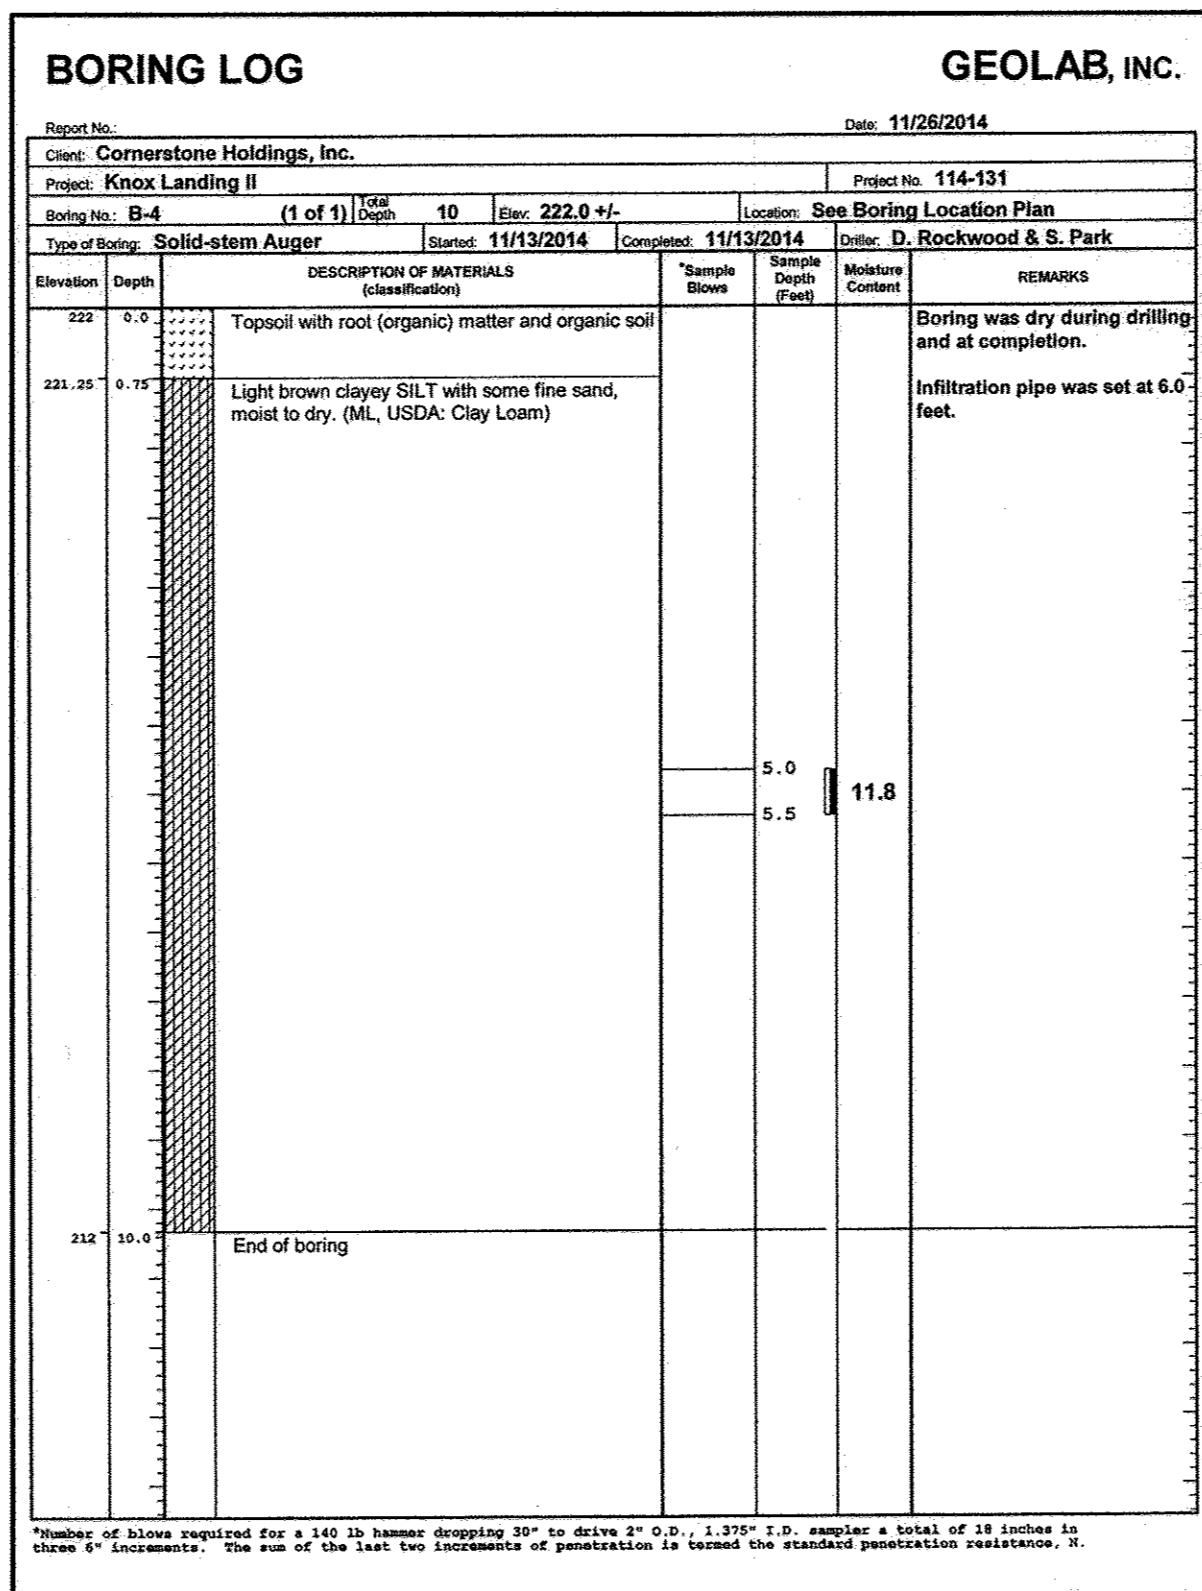 BORING LOG
GEOLAB, INC.
Report No.:
Date: 11/26/2014
Client: Cornerstone Holdings, Inc.
Project: Knox Landing II
Project No. 114-131
Boring No.: B-4 (1 of 1) Total Depth 10 Elev: 222.0 +/- Location: See Boring Location Plan
Type of Boring: Solid-stem Auger Started: 11/13/2014 Completed: 11/13/2014 Driller: D. Rockwood & S. Park
Elevation Depth DESCRIPTION OF MATERIALS (classification) *Sample Blows Sample Depth (Feet) Moisture Content REMARKS
222 0.0 Topsoil with root (organic) matter and organic soil
Boring was dry during drilling
and at completion.
221.25 0.75 Light brown clayey SILT with some fine sand,
moist to dry. (ML, USDA: Clay Loam)
Infiltration pipe was set at 6.0
feet.
5.0
11.8
5.5
212 10.0 End of boring
*Number of blows required for a 140 lb hammer dropping 30" to drive 2" O.D., 1.375" I.D. sampler a total of 18 inches in
three 6" increments. The sum of the last two increments of penetration is termed the standard penetration resistance, N.